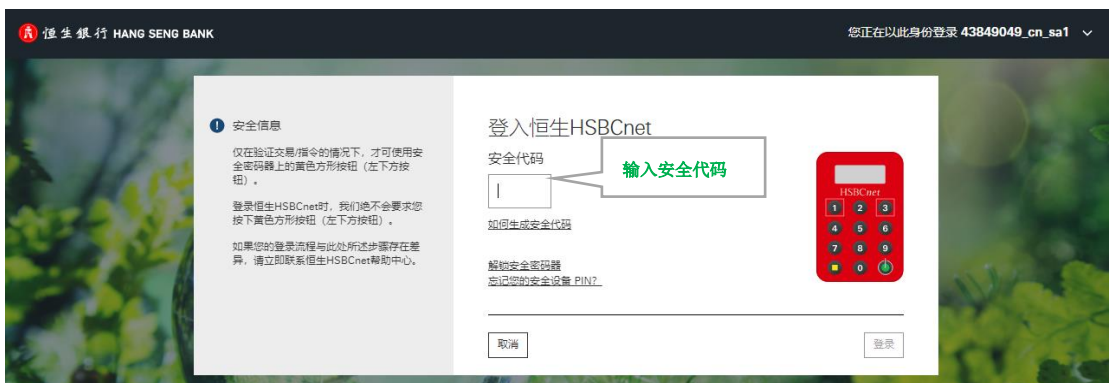 恒生銀行 HANG SENG BANK
您正在以此身份登录 43849049_cn_sa1
安全信息
仅在验证交易/指令的情况下，才可使用安
全密码器上的黄色方形按钮（左下方按
钮）。
登录恒生HSBCnet时，我们绝不会要求您
按下黄色方形按钮（左下方按钮）。
如果您的登录流程与此处所述步骤存在差
异，请立即联系恒生HSBCnet帮助中心。
登入恒生HSBCnet
安全代码
输入安全代码
如何生成安全代码
解锁安全密码器
忘记您的安全设备 PIN?
HSBCnet
1 2 3
4 5 6
7 8 9
0
取消
登录